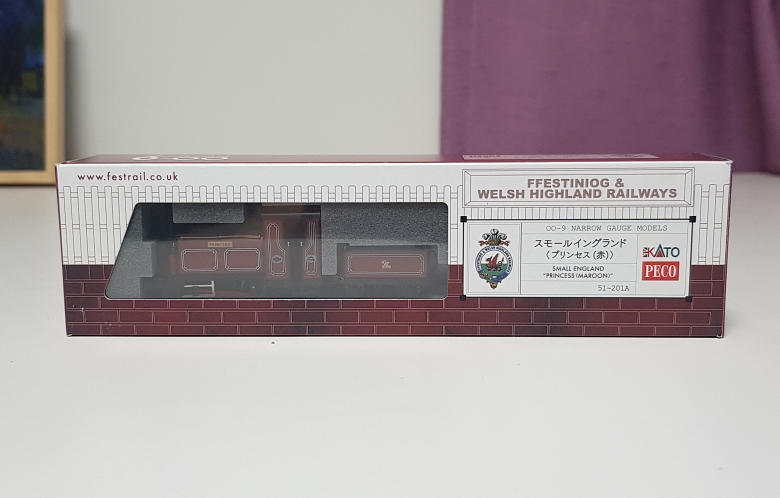 www.festrail.co.uk
FFESTINIOG &
WELSH HIGHLAND RAILWAYS
OO-9 NARROW GAUGE MODELS
スモールイングランド
(プリンセス(赤))
SMALL ENGLAND
"PRINCESS (MAROON)"
51-201A
KATO
PECO